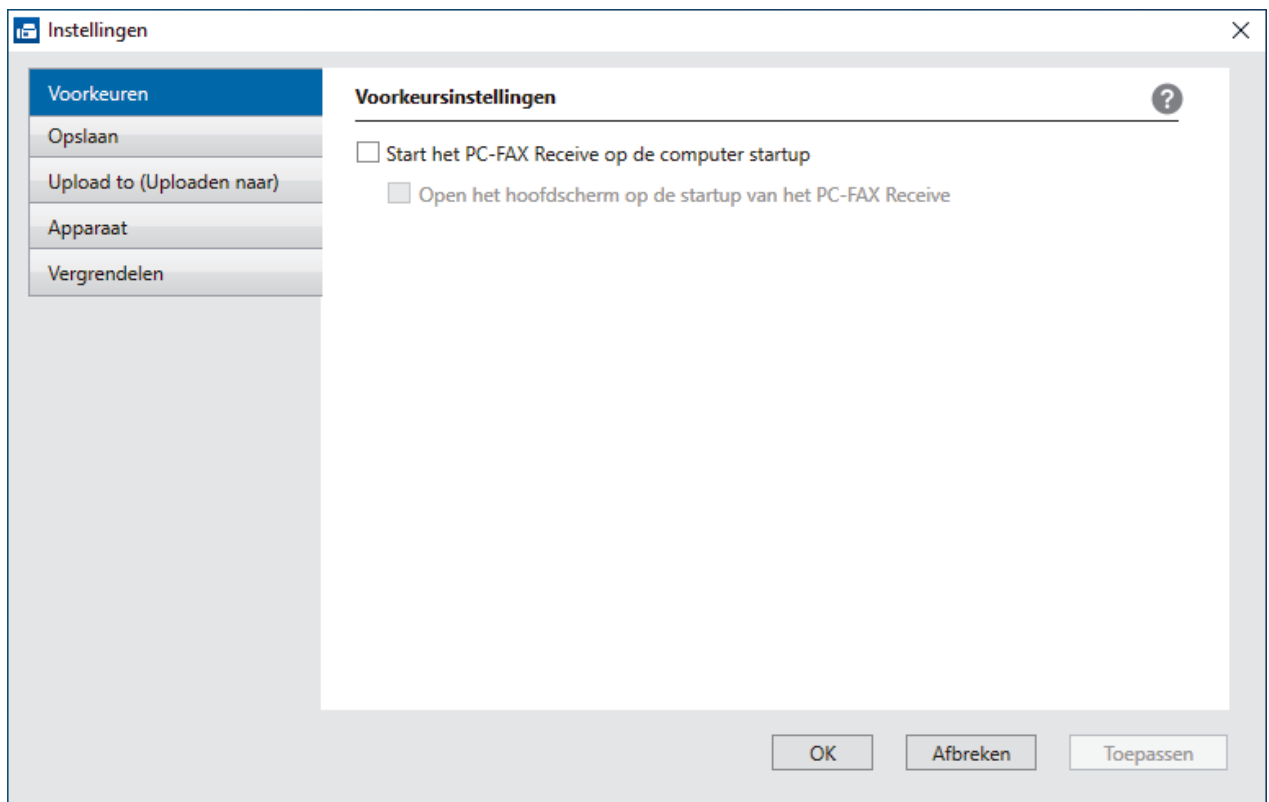 Instellingen
Voorkeuren
Opslaan
Upload to (Uploaden naar)
Apparaat
Vergrendelen
Voorkeursinstellingen
?
Start het PC-FAX Receive op de computer startup
Open het hoofdscherm op de startup van het PC-FAX Receive
OK
Afbreken
Toepassen